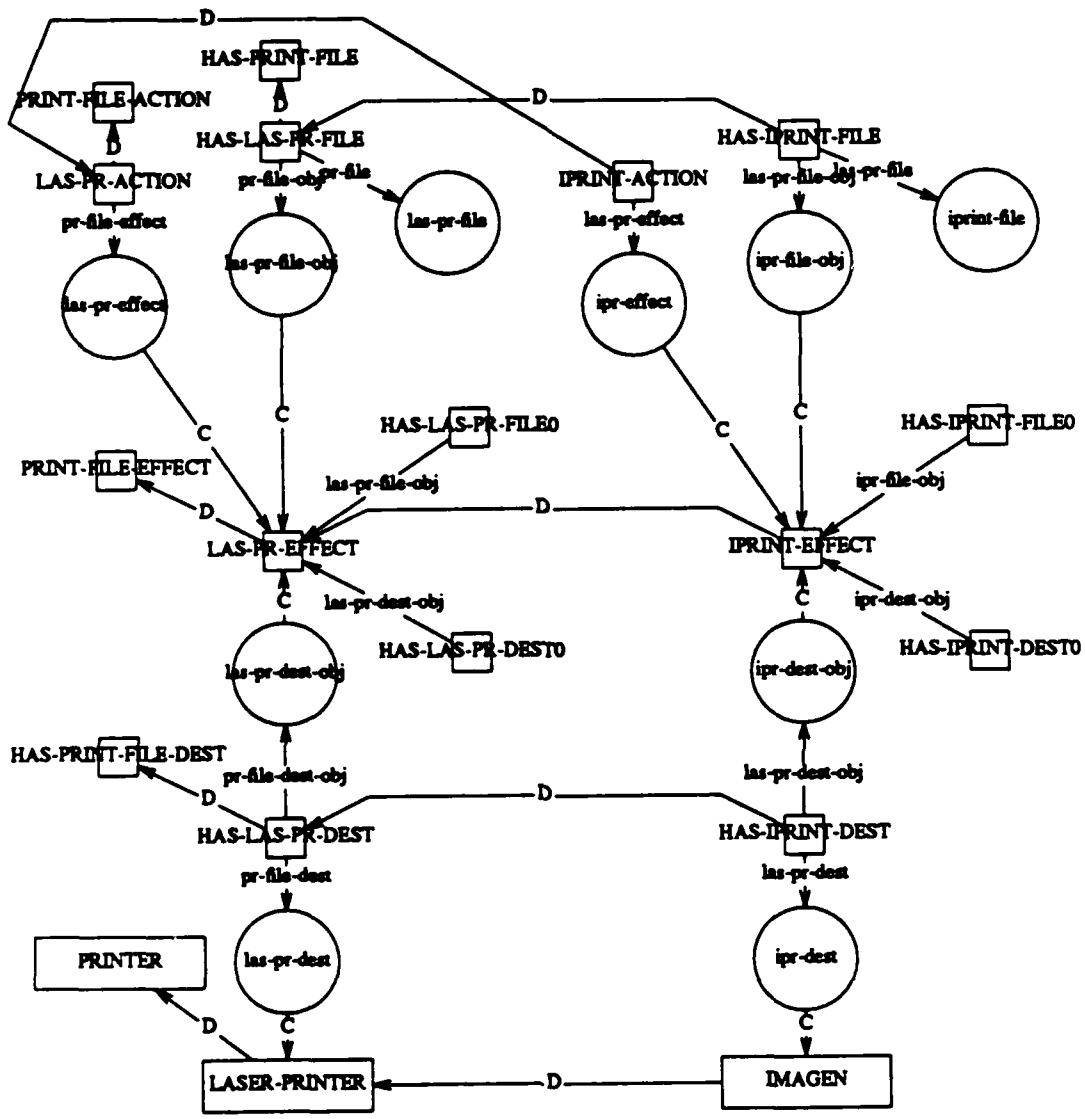 D
HAS-PRINT-FILE
PRINT-FILE-ACTION
D
D
D
HAS-LAS-PR-FILE
HAS-IPRINT-FILE
LAS-PR-ACTION
pr-file-obj
pr-file
IPRINT-ACTION
las-pr-file-obj
las-pr-file
pr-file-effect
las-pr-file
las-pr-effect
iprint-file
las-pr-file-obj
ipr-file-obj
las-pr-effect
ipr-effect
C
C
C
C
HAS-LAS-PR-FILE0
HAS-IPRINT-FILE0
PRINT-FILE-EFFECT
las-pr-file-obj
ipr-file-obj
D
D
LAS-PR-EFFECT
IPRINT-EFFECT
C
las-pr-dest-obj
C
ipr-dest-obj
HAS-LAS-PR-DEST0
HAS-IPRINT-DEST0
las-pr-dest-obj
ipr-dest-obj
HAS-PRINT-FILE-DEST
pr-file-dest-obj
las-pr-dest-obj
D
D
HAS-LAS-PR-DEST
HAS-IPRINT-DEST
pr-file-dest
las-pr-dest
PRINTER
las-pr-dest
ipr-dest
D
C
C
LASER-PRINTER
D
IMAGEN